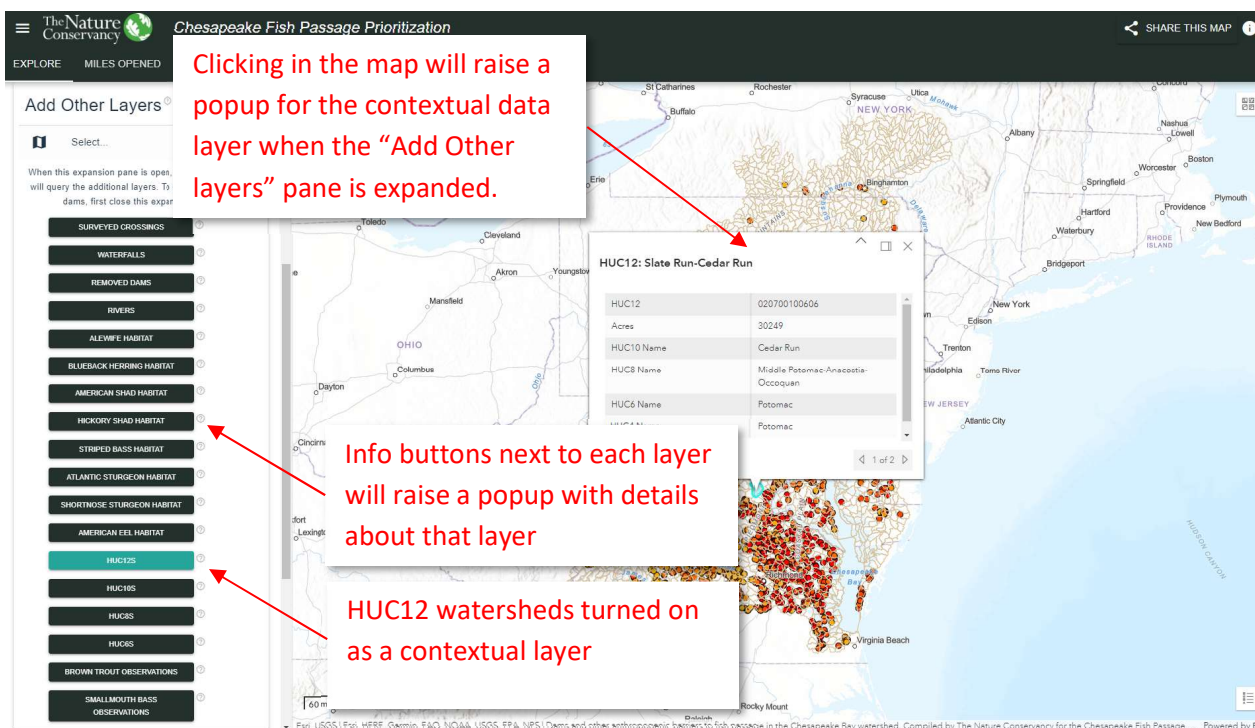 The Nature
Conservancy
Chesapeake Fish Passage Prioritization
SHARE THIS MAP
EXPLORE
MILES OPENED
Clicking in the map will raise a
popup for the contextual data
layer when the “Add Other
layers” pane is expanded.
Add Other Layers
Select...
When this expansion pane is open,
will query the additional layers.
dams, first close this
SURVEYED CROSSINGS
WATERFALLS
REMOVED DAMS
RIVERS
ALEWIFE HABITAT
BLUEBACK HERRING HABITAT
AMERICAN SHAD HABITAT
HICKORY SHAD HABITAT
STRIPED BASS HABITAT
ATLANTIC STURGEON HABITAT
SHORTNOSE STURGEON HABITAT
AMERICAN EEL HABITAT
HUC12S
HUC10S
HUC8S
HUC6S
BROWN TROUT OBSERVATIONS
SMALLMOUTH BASS
OBSERVATIONS
St Catharines
Rochester
Syracuse
Utica
Mohawk
Concord
Buffalo
NEW YORK
Albany
Nashua
Lowell
Worcester
Boston
Erie
Binghamton
Springfield
Plymouth
Hartford
Providence
New Bedford
Toledo
Cleveland
Waterbury
RHODE
ISLAND
Bridgeport
Akron
Mansfield
New York
Edison
OHIO
Trenton
Columbus
Ohio
Toms River
Dayton
Atlantic City
HUC12: Slate Run-Cedar Run
HUC12 020700100606
Acres 30249
HUC10 Name Cedar Run
HUC8 Name Middle Potomac-Anacostia-
Occoquan
HUC6 Name Potomac
Potomac
1 of 2
Info buttons next to each layer
will raise a popup with details
about that layer
HUC12 watersheds turned on
as a contextual layer
Richmond
Chesapeake
Bay
Virginia Beach
HUDSON CANYON
Rocky Mount
Raleigh
60 m
Esri, USGS | Esri, HERE, Garmin, FAO, NOAA, USGS, EPA, NPS | Dams and other anthropogenic barriers to fish passage in the Chesapeake Bay watershed. Compiled by The Nature Conservancy for the Chesapeake Fish Passage
Powered by